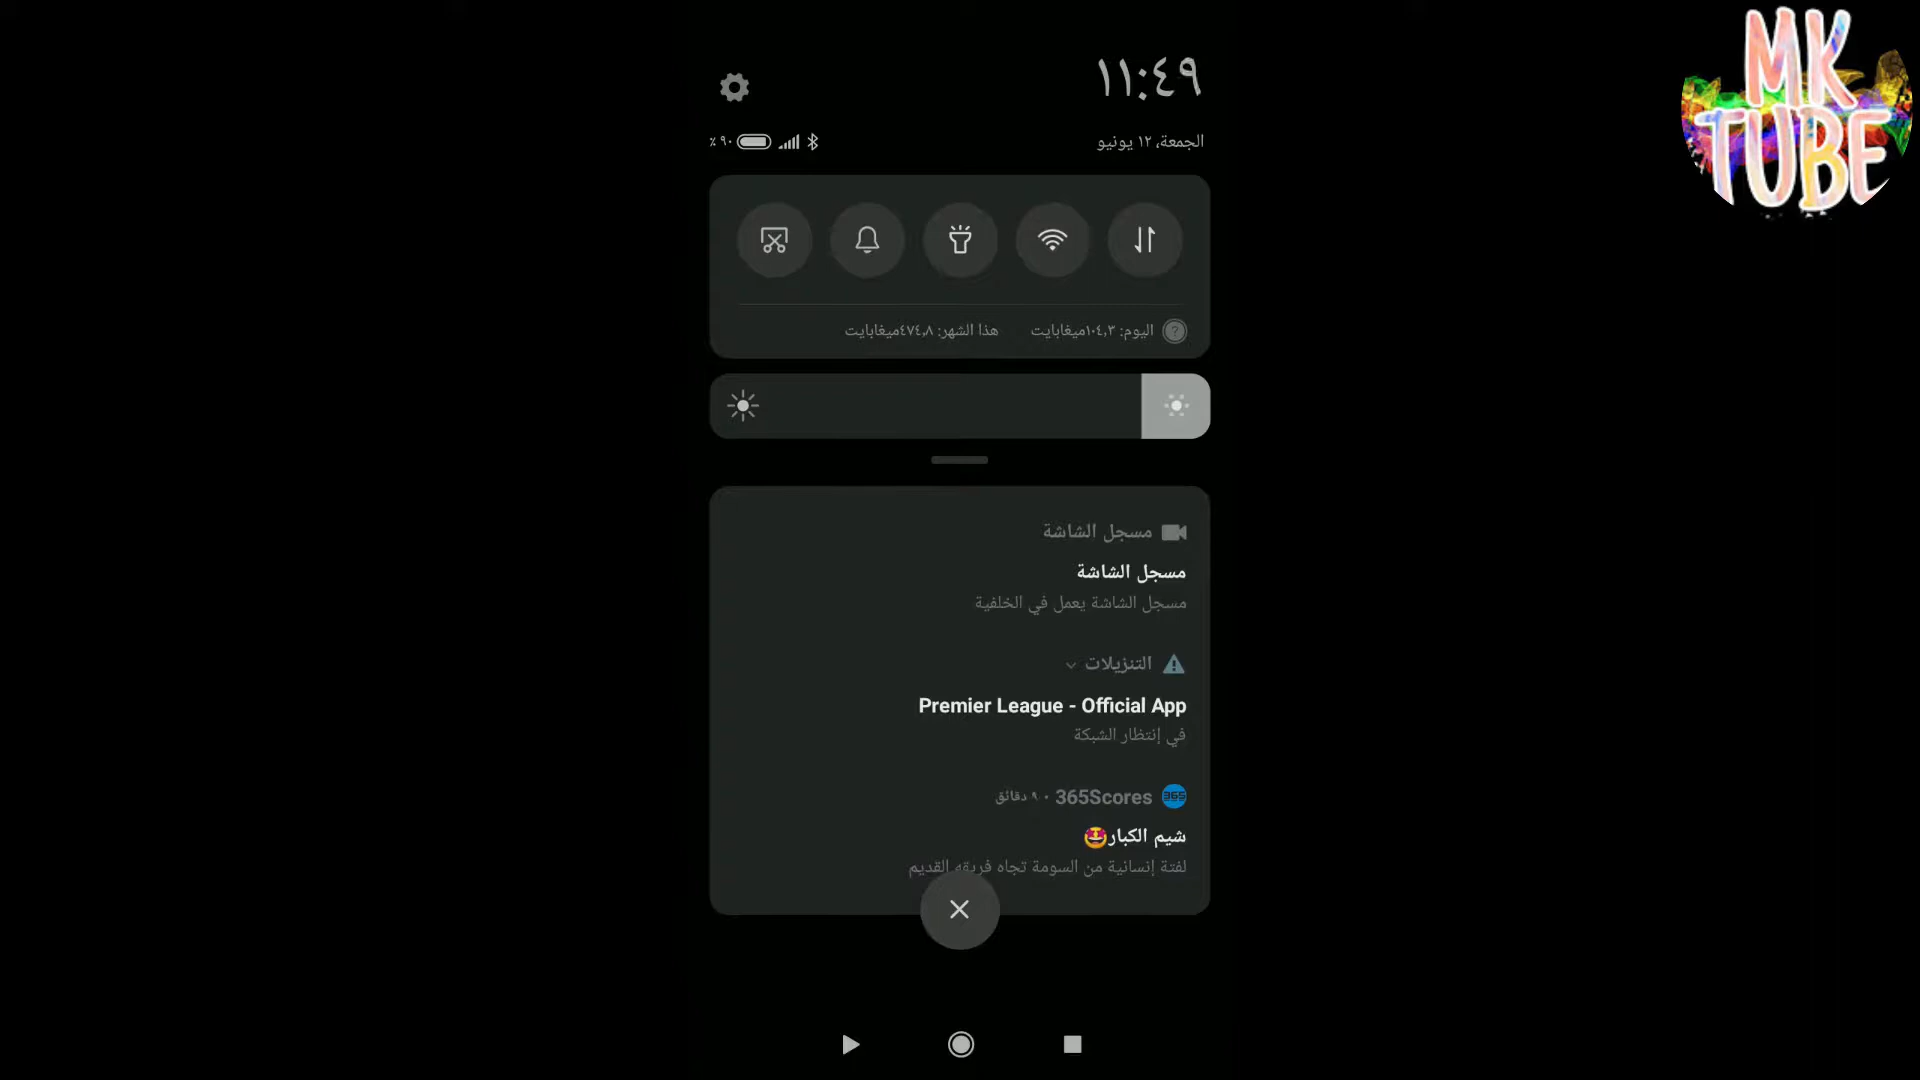 ١١:٤٩
الجمعة، ١٢ يونيو
٩٠٪
اليوم: ١٠٤,٣ميغابايت
هذا الشهر: ٤٧٤,٨ميغابايت
مسجل الشاشة
مسجل الشاشة
مسجل الشاشة يعمل في الخلفية
التنزيلات
Premier League - Official App
في إنتظار الشبكة
365Scores • ٩ دقائق
شيم الكبار🤩
لفتة إنسانية من السومة تجاه فريقه القديم
MK
TUBE